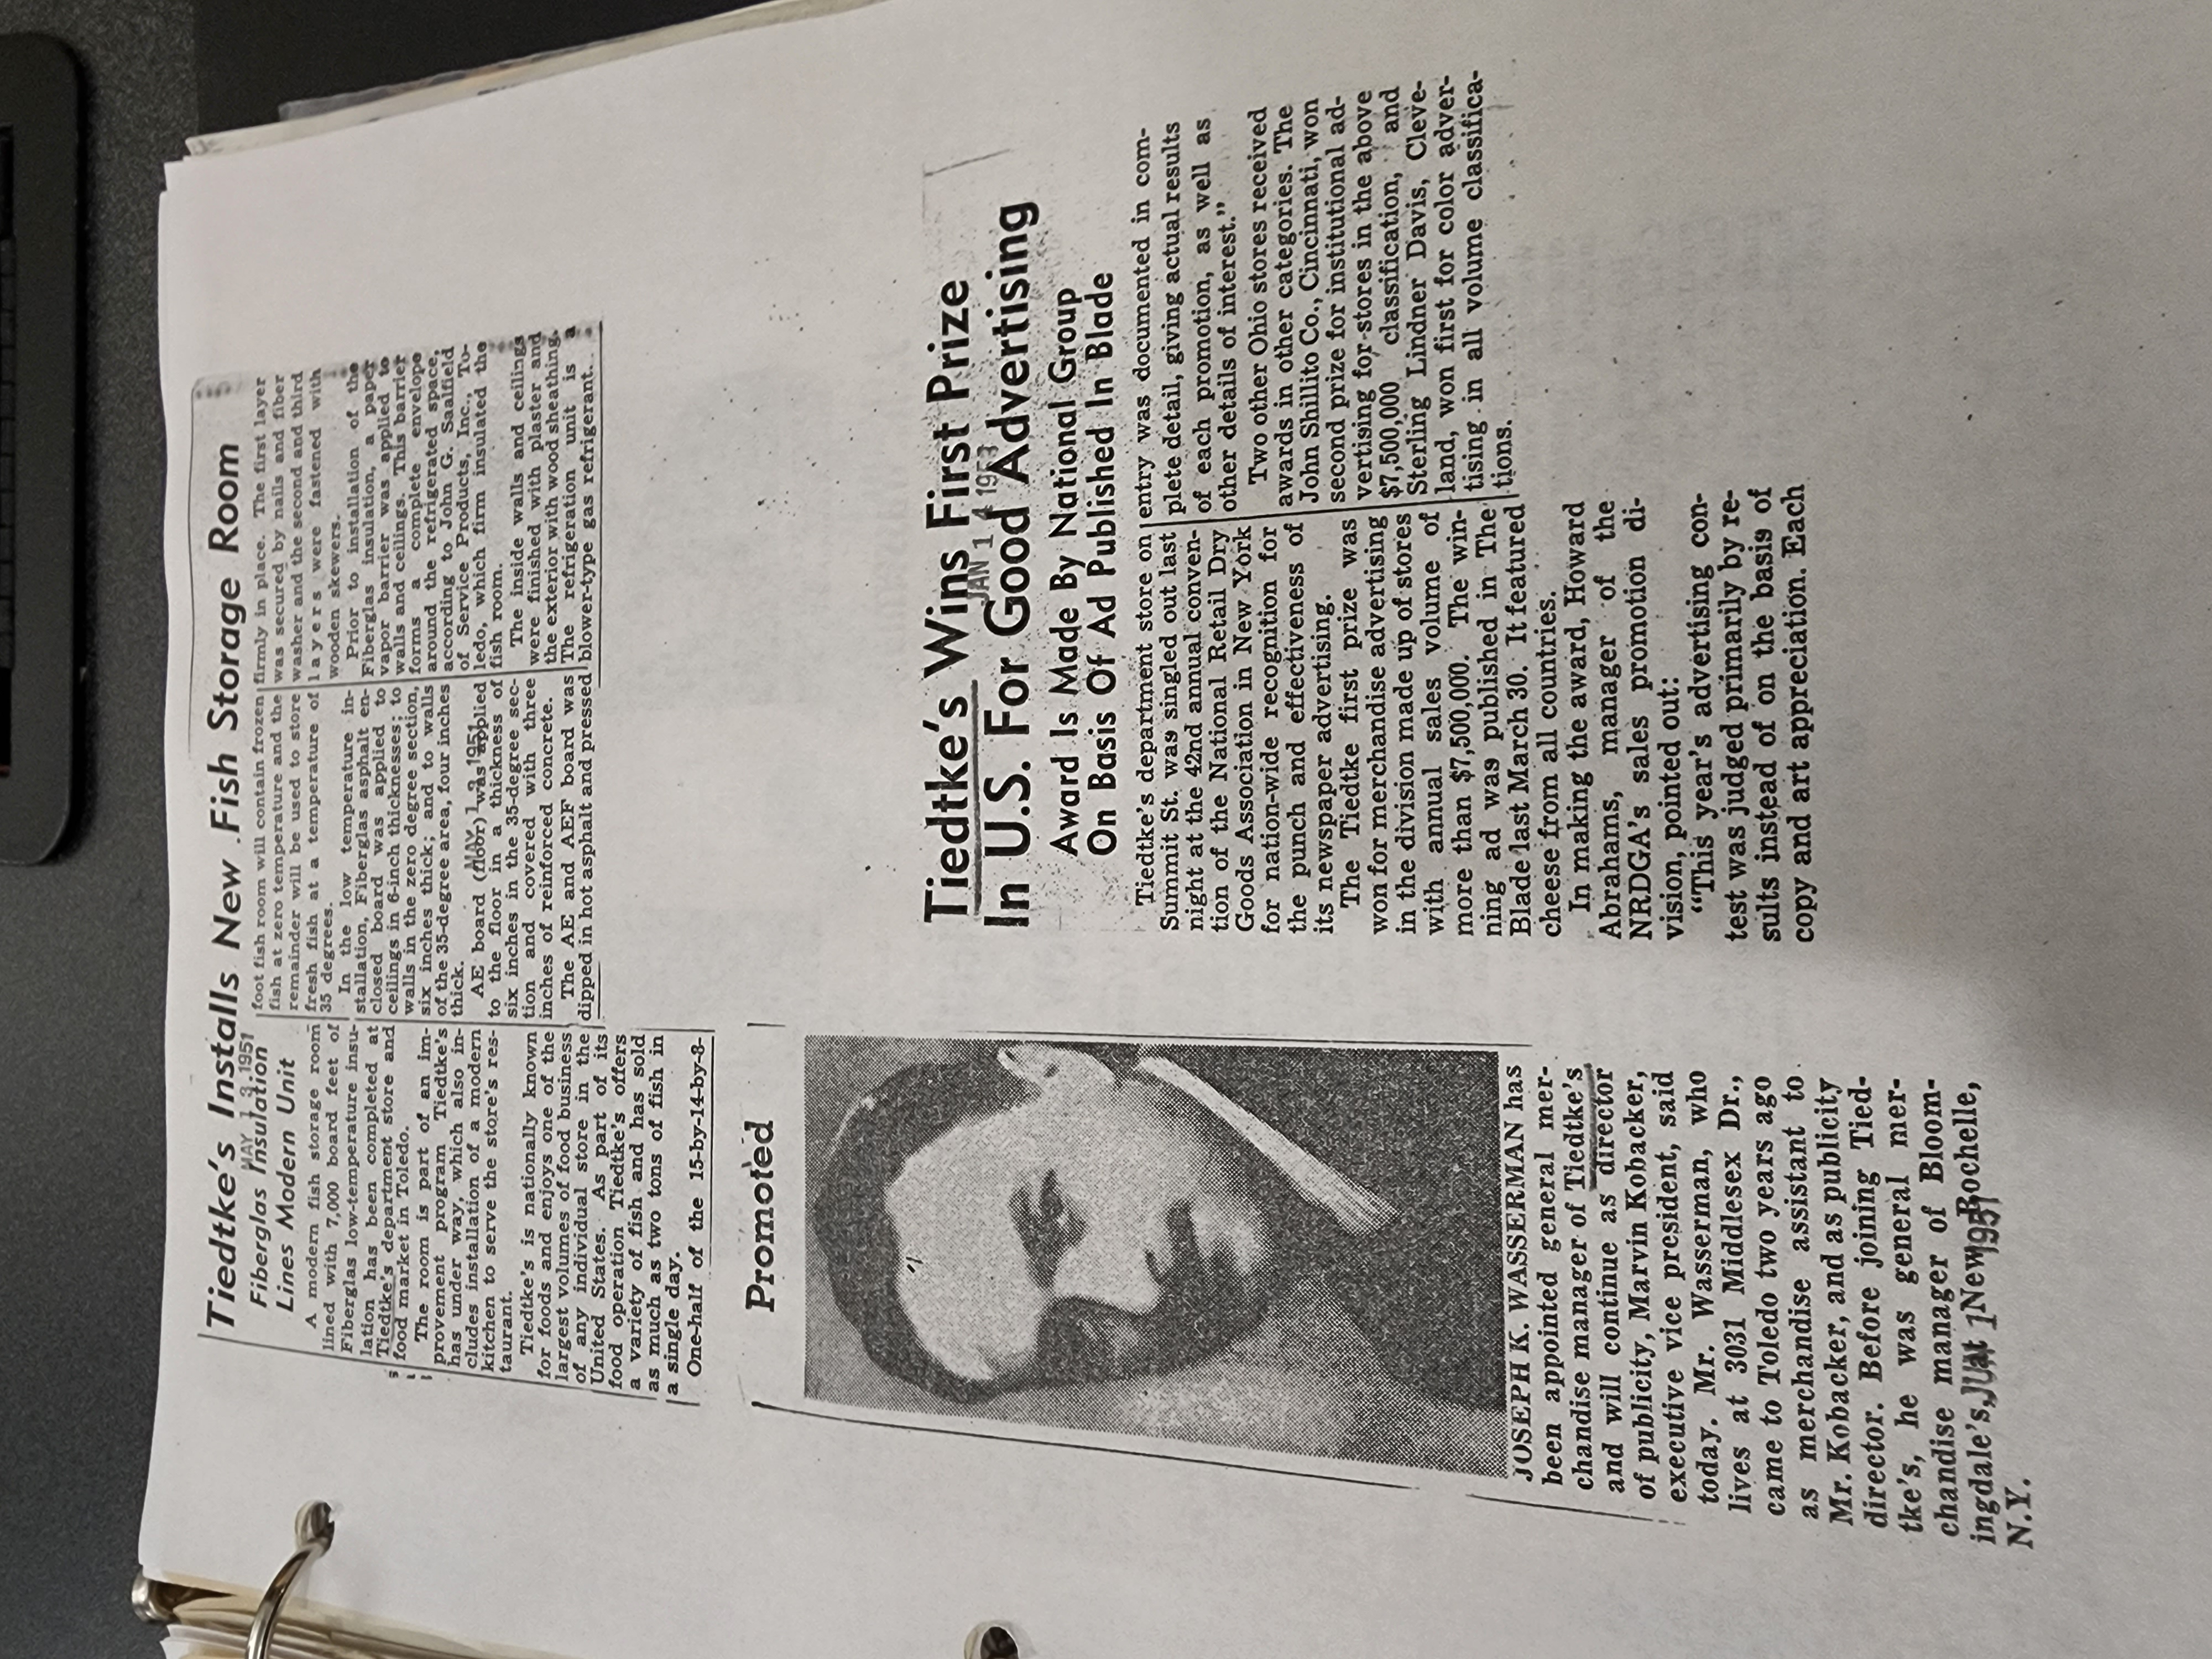 Tiedtke's Installs New Fish Storage Room
MAY 13 1951
Fiberglas Insulation
Lines Modern Unit
A modern fish storage room
lined with 7,000 board feet of
Fiberglas low-temperature insu-
lation has been completed at
Tiedtke's department store and
food market in Toledo.
The room is part of an im-
provement program Tiedtke's
has under way, which also in-
cludes installation of a modern
kitchen to serve the store's res-
taurant.
Tiedtke's is nationally known
for foods and enjoys one of the
largest volumes of food business
of any individual store in the
United States. As part of its
food operation Tiedtke's offers
a variety of fish and has sold
as much as two tons of fish in
a single day.
One-half of the 15-by-14-by-8-
foot fish room will contain frozen
fish at zero temperature and the
remainder will be used to store
fresh fish at a temperature of
35 degrees.
In the low temperature in-
stallation, Fiberglas asphalt en-
closed board was applied to
ceilings in 6-inch thicknesses; to
walls in the zero degree section,
six inches thick; and to walls
of the 35-degree area, four inches
thick.
MAY 13 1951
AE board (floor) was applied
to the floor in a thickness of
six inches in the 35-degree sec-
tion and covered with three
inches of reinforced concrete.
The AE and AEF board was
dipped in hot asphalt and pressed
firmly in place. The first layer
was secured by nails and fiber
washer and the second and third
layers were fastened with
wooden skewers.
Prior to installation of the
Fiberglas insulation, a paper
vapor barrier was applied to
walls and ceilings. This barrier
forms a complete envelope
around the refrigerated space,
according to John G. Saalfield
of Service Products, Inc., To-
ledo, which firm insulated the
fish room.
The inside walls and ceilings
were finished with plaster and
the exterior with wood sheathing.
The refrigeration unit is a
blower-type gas refrigerant.
Promoted
JOSEPH K. WASSERMAN has
been appointed general mer-
chandise manager of Tiedtke's
and will continue as director
of publicity, Marvin Kobacker,
executive vice president, said
today. Mr. Wasserman, who
lives at 3031 Middlesex Dr.,
came to Toledo two years ago
as merchandise assistant to
Mr. Kobacker, and as publicity
director. Before joining Tied-
tke's, he was general mer-
chandise manager of Bloom-
ingdale's, at New Rochelle,
N.Y.
1951
Tiedtke's Wins First Prize
In U.S. For Good Advertising
JAN 14 1953
Award Is Made By National Group
On Basis Of Ad Published In Blade
Tiedtke's department store on
Summit St. was singled out last
night at the 42nd annual conven-
tion of the National Retail Dry
Goods Association in New York
for nation-wide recognition for
the punch and effectiveness of
its newspaper advertising.
The Tiedtke first prize was
won for merchandise advertising
in the division made up of stores
with annual sales volume of
more than $7,500,000. The win-
ning ad was published in The
Blade last March 30. It featured
cheese from all countries.
In making the award, Howard
Abrahams, manager of the
NRDGA's sales promotion di-
vision, pointed out:
"This year's advertising con-
test was judged primarily by re-
sults instead of on the basis of
copy and art appreciation. Each
entry was documented in com-
plete detail, giving actual results
of each promotion, as well as
other details of interest."
Two other Ohio stores received
awards in other categories. The
John Shillito Co., Cincinnati, won
second prize for institutional ad-
vertising for stores in the above
$7,500,000 classification, and
Sterling Lindner Davis, Cleve-
land, won first for color adver-
tising in all volume classifica-
tions.